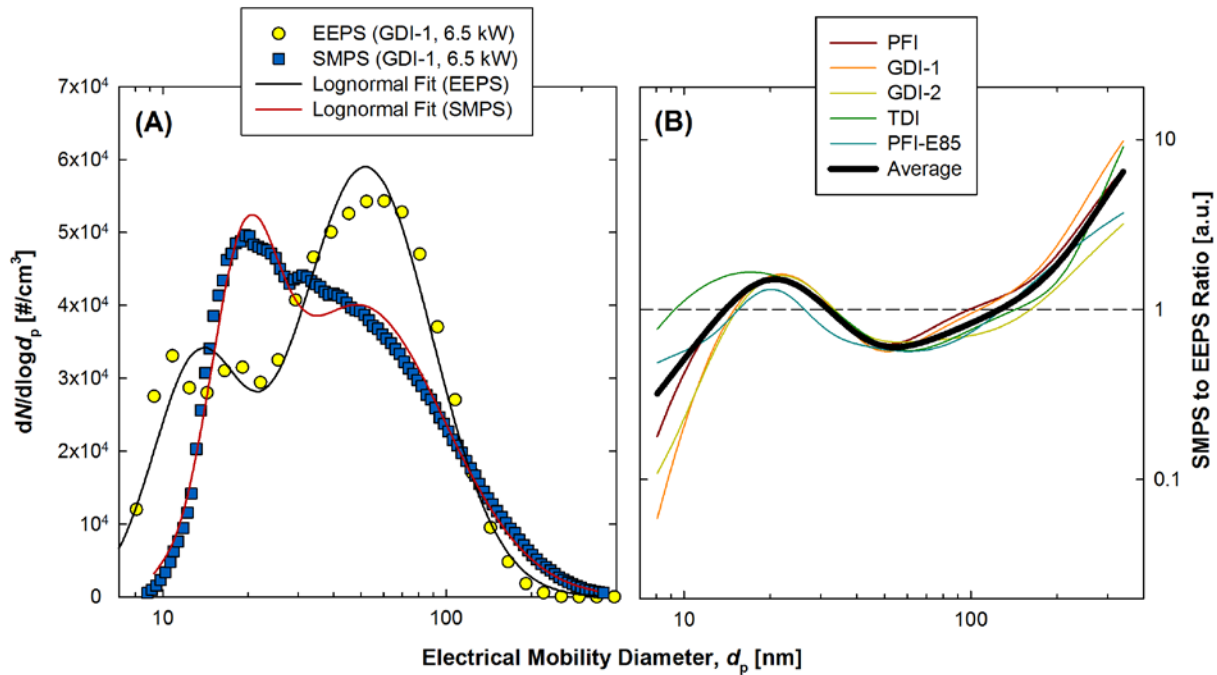 EEPS (GDI-1, 6.5 kW)
SMPS (GDI-1, 6.5 kW)
Lognormal Fit (EEPS)
Lognormal Fit (SMPS)
(A)
7x10⁴
6x10⁴
5x10⁴
4x10⁴
3x10⁴
2x10⁴
10⁴
0
dN/dlogdₚ [#/cm³]
10
100
PFI
GDI-1
GDI-2
TDI
PFI-E85
Average
(B)
10
1
0.1
SMPS to EEPS Ratio [a.u.]
10
100
Electrical Mobility Diameter, dₚ [nm]